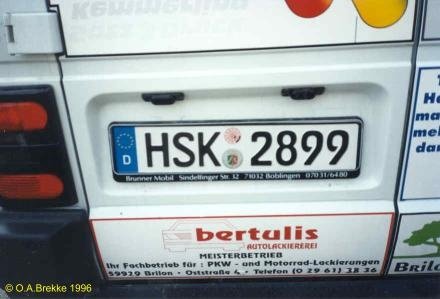 D HSK 2899
Brunner Mobil Sindelfinger Str. 32 71032 Böblingen 07031/6480
bertulis
AUTOLACKIEREREI
MEISTERBETRIEB
Ihr Fachbetrieb für : PKW - und Motorrad-Lackierungen
59929 Brilon • Oststraße 4 • Telefon (0 29 61) 38 36
Brilon
© O.A.Brekke 1996